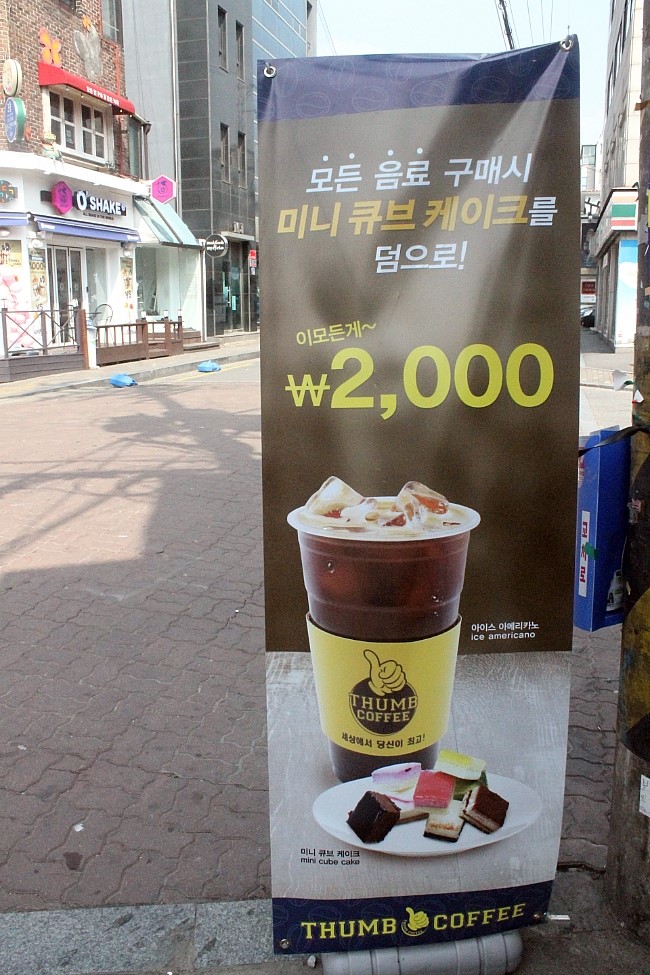 모든 음료 구매시
미니 큐브 케이크를
덤으로!
이모든게~
₩2,000
아이스 아메리카노
ice americano
THUMB
COFFEE
세상에서 당신이 최고!
미니 큐브 케이크
mini cube cake
THUMB COFFEE
O'SHAKE